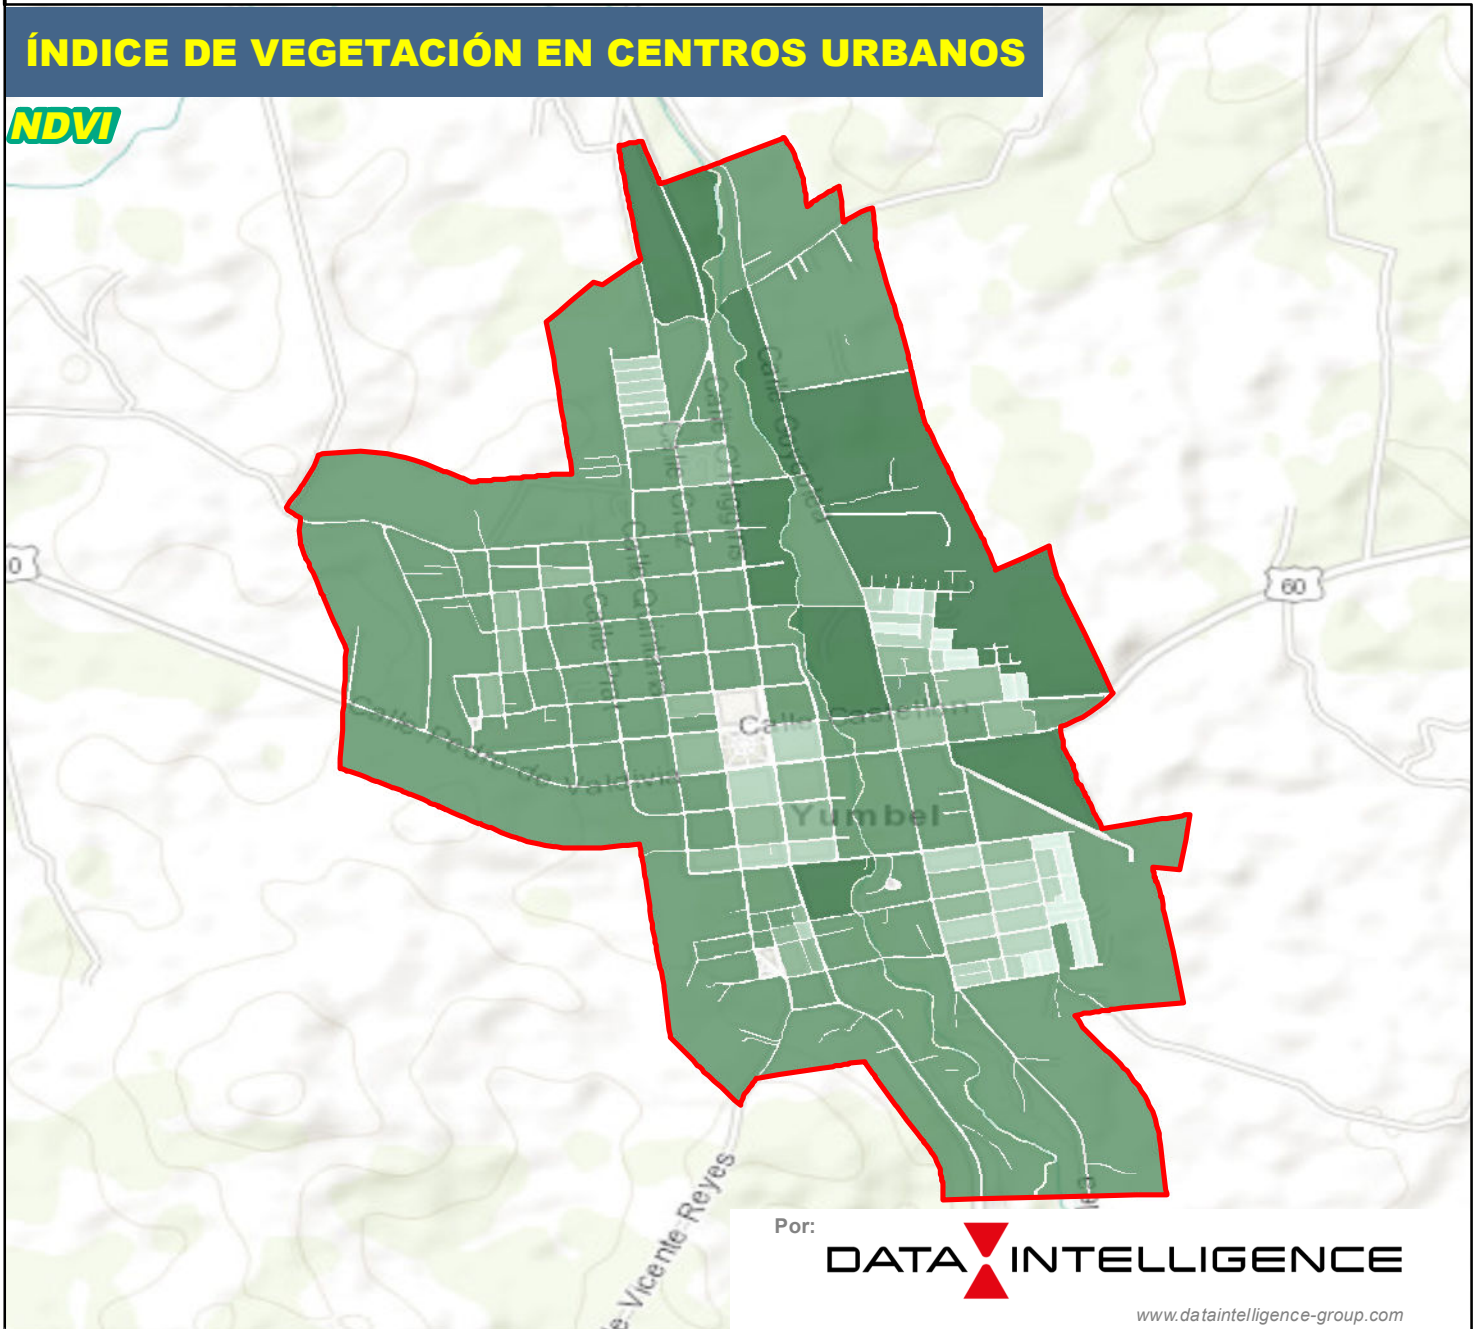 ÍNDICE DE VEGETACIÓN EN CENTROS URBANOS
NDVI
Calle Cruz
Calle O'Higgins
Calle Quintana
Calle Prat
0
60
Calle Castellón
Calle-Pedro-de-Valdivia
Yumbel
e-Vicente-Reyes
Por:
DATA INTELLIGENCE
www.dataintelligence-group.com